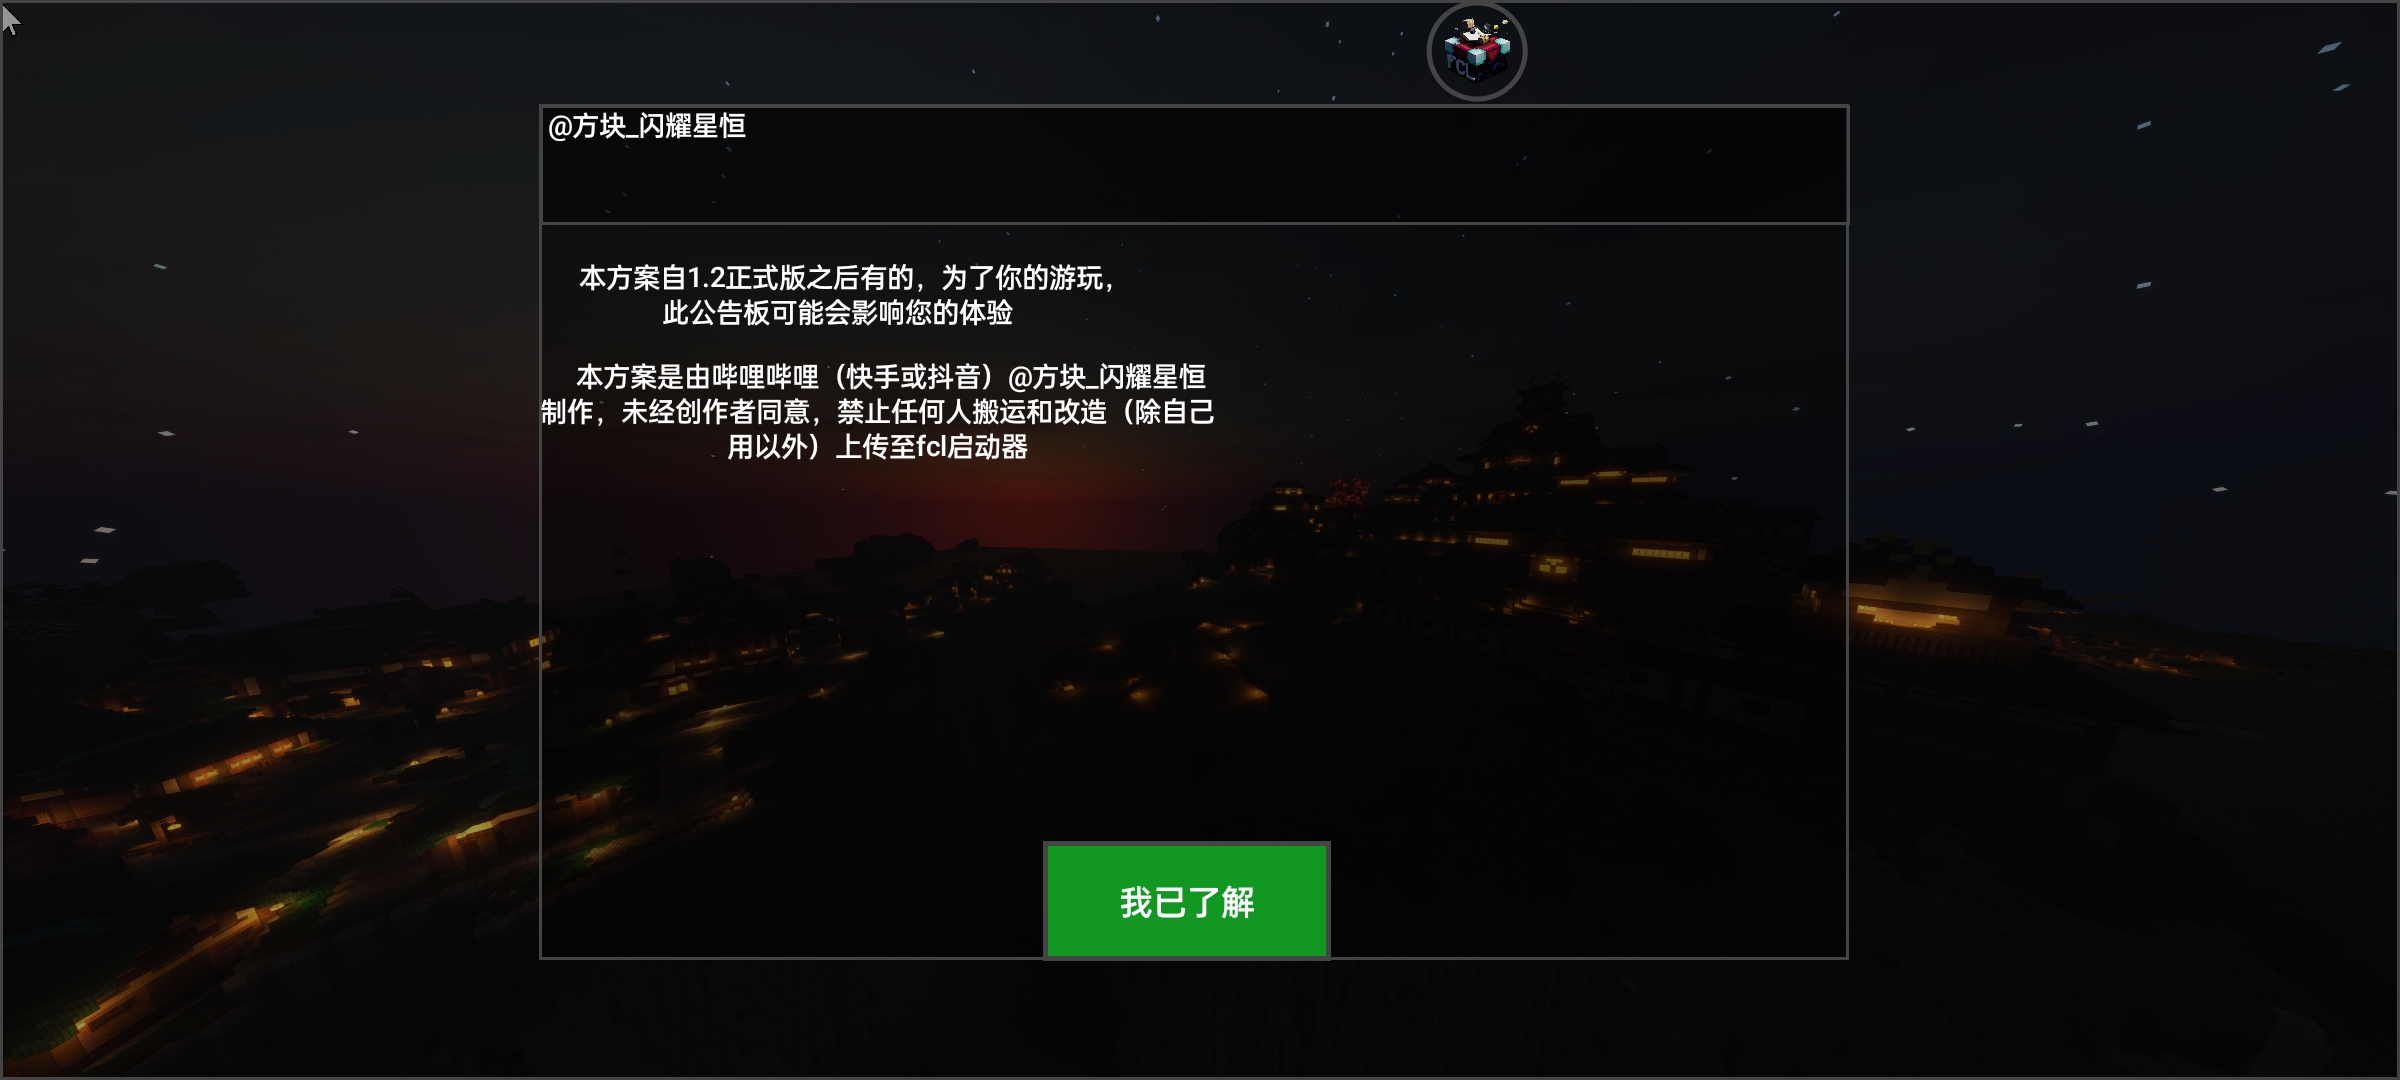 FCL
@方块_闪耀星恒
本方案自1.2正式版之后有的，为了你的游玩，
此公告板可能会影响您的体验
本方案是由哔哩哔哩（快手或抖音）@方块_闪耀星恒
制作，未经创作者同意，禁止任何人搬运和改造（除自己
用以外）上传至fcl启动器
我已了解